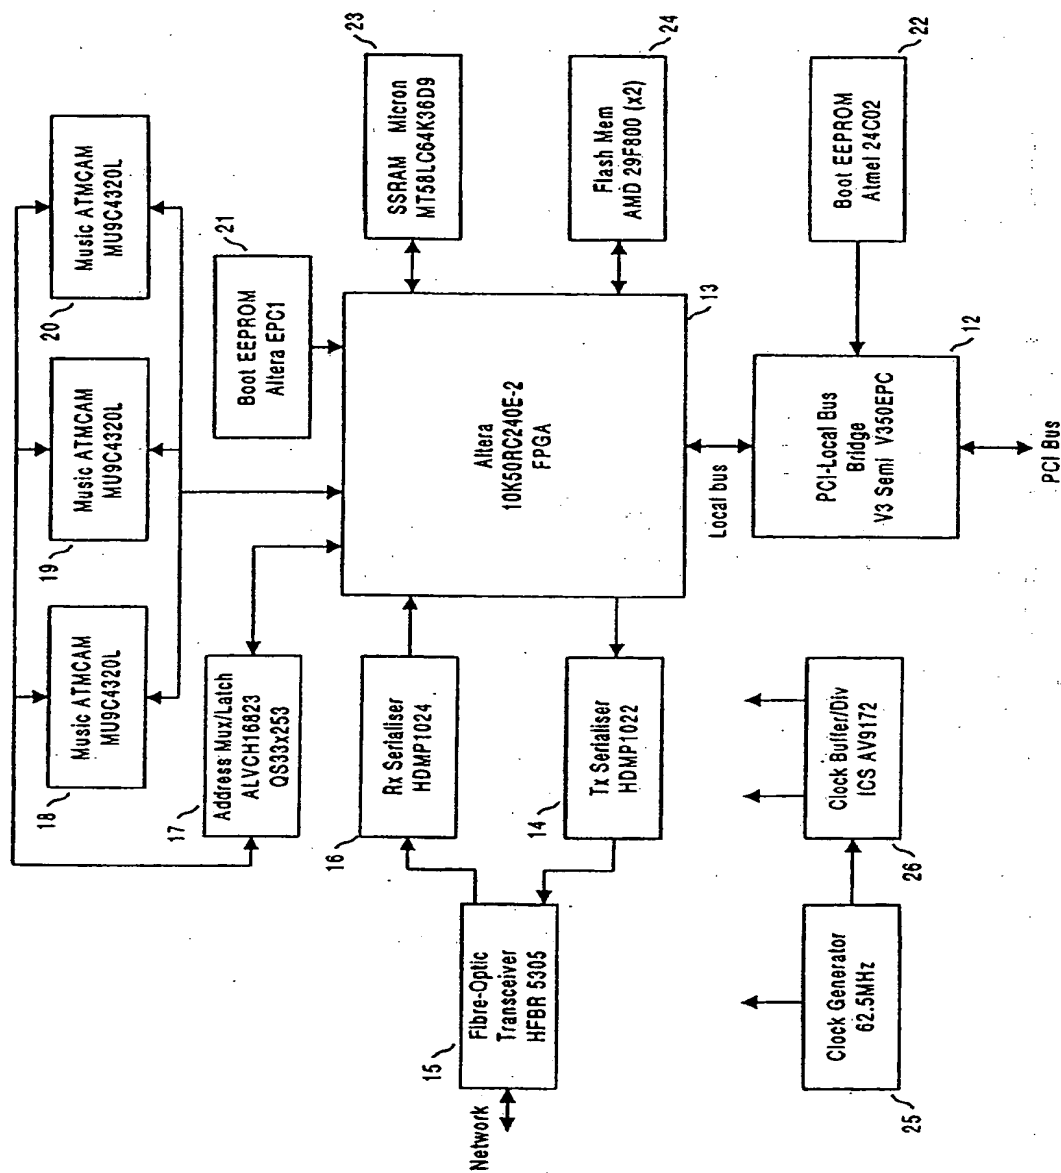 20
Music ATMCAM
MU9C4320L
19
Music ATMCAM
MU9C4320L
18
Music ATMCAM
MU9C4320L
23
SSRAM Micron
MT58LC64K36D9
24
Flash Mem
AMD 29F800 (x2)
22
Boot EEPROM
Atmel 24C02
21
Boot EEPROM
Altera EPC1
13
Altera
10K50RC240E-2
FPGA
12
PCI-Local Bus
Bridge
V3 Semi V350EPC
Local bus
PCI Bus
17
Address Mux/Latch
ALVCH16823
QS33x253
16
Rx Serialiser
HDMP1024
14
Tx Serialiser
HDMP1022
15
Fibre-Optic
Transceiver
HFBR 5305
Network
26
Clock Buffer/Div
ICS AV9172
25
Clock Generator
62.5MHz